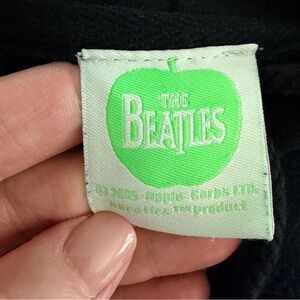 THE
BEATLES
© 2005 Apple Corps LTD.
A Beatles™ product